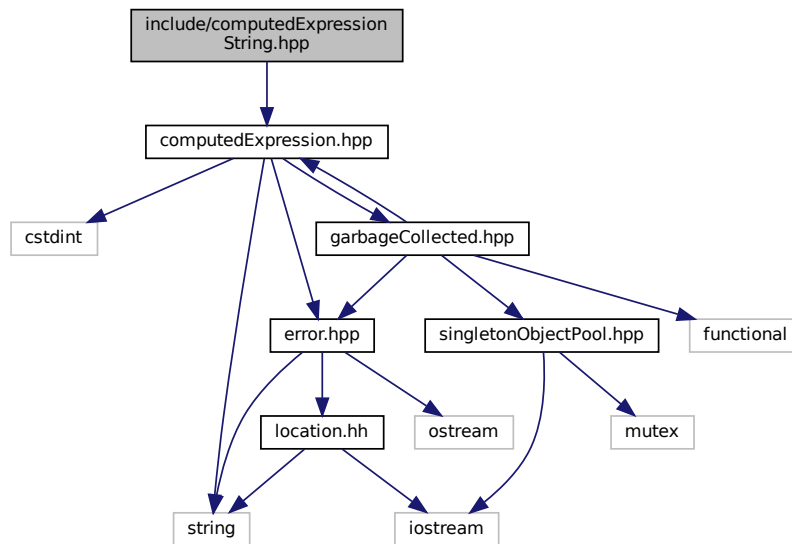 include/computedExpression
String.hpp
computedExpression.hpp
cstdint
garbageCollected.hpp
error.hpp
singletonObjectPool.hpp
functional
location.hh
ostream
mutex
string
iostream